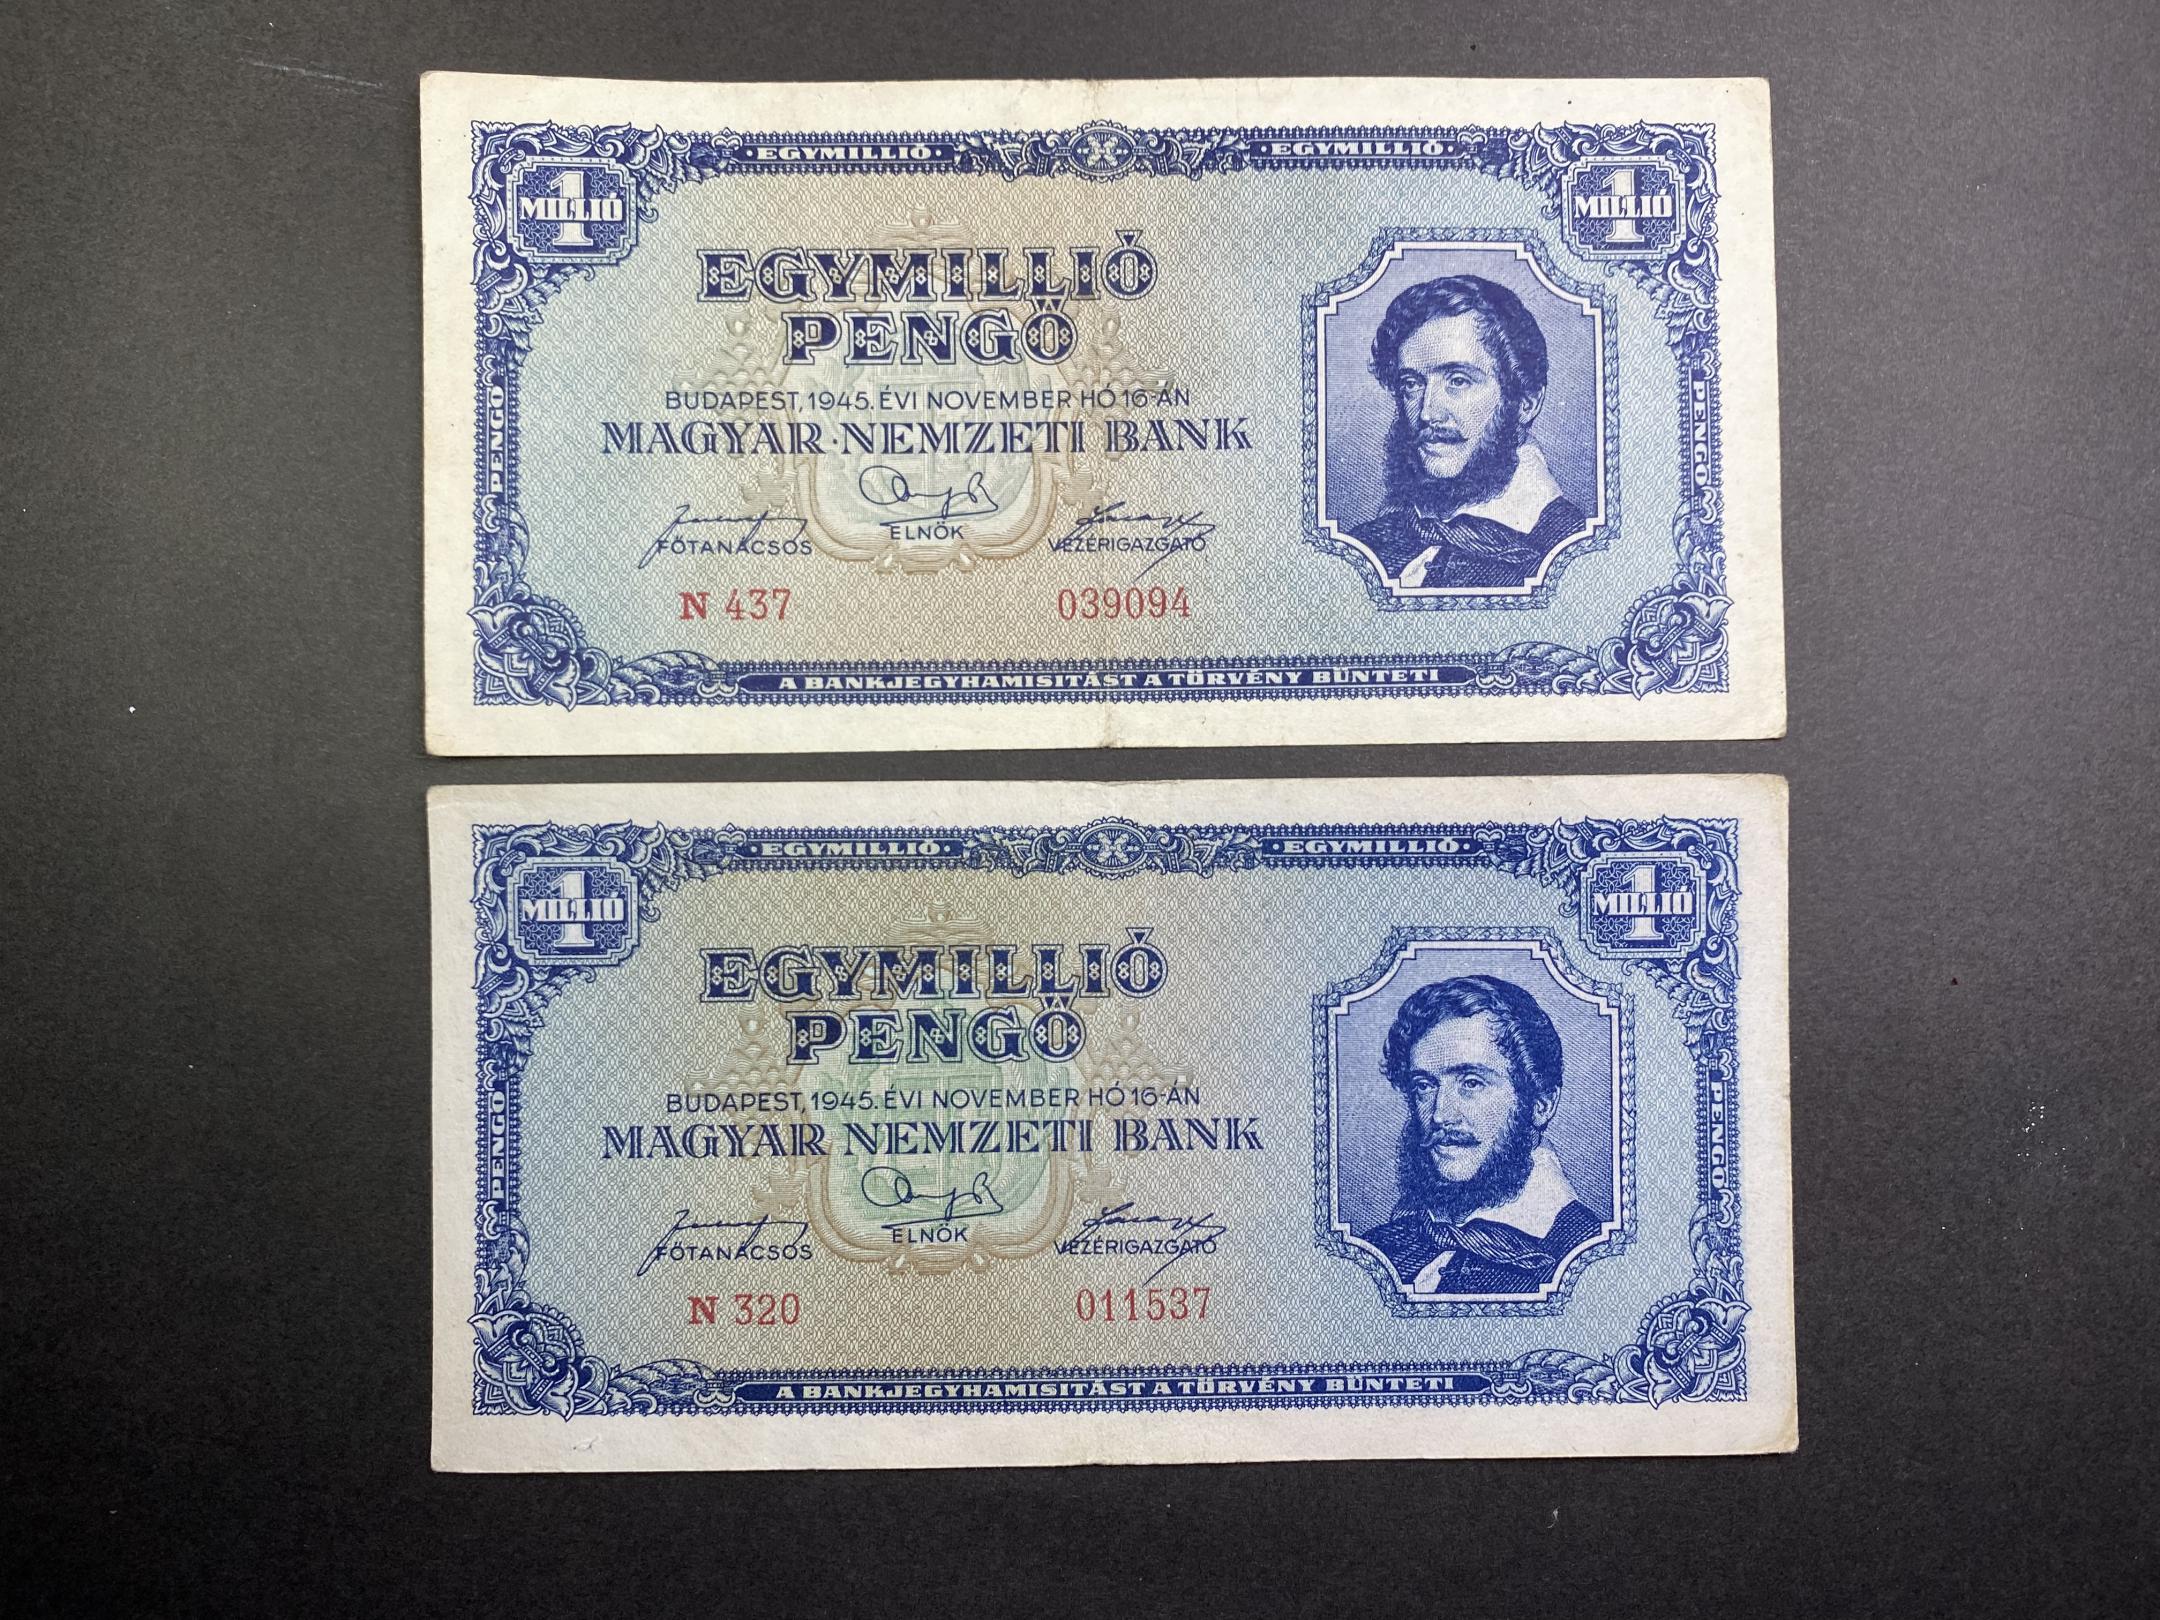 ·EGYMILLIÓ· ·EGYMILLIÓ·
1 MILLIÓ 1 MILLIÓ
EGYMILLIÓ
PENGŐ
BUDAPEST, 1945. ÉVI NOVEMBER HÓ 16-ÁN
MAGYAR·NEMZETI BANK
FŐTANÁCSOS ELNÖK VEZÉRIGAZGATÓ
N 437 039094
PENGŐ PENGŐ
A BANKJEGYHAMISITÁST A TÖRVÉNY BÜNTETI
·EGYMILLIÓ· ·EGYMILLIÓ·
1 MILLIÓ 1 MILLIÓ
EGYMILLIÓ
PENGŐ
BUDAPEST, 1945. ÉVI NOVEMBER HÓ 16-ÁN
MAGYAR NEMZETI BANK
FŐTANÁCSOS ELNÖK VEZÉRIGAZGATÓ
N 320 011537
PENGŐ PENGŐ
A BANKJEGYHAMISITÁST A TÖRVÉNY BÜNTETI